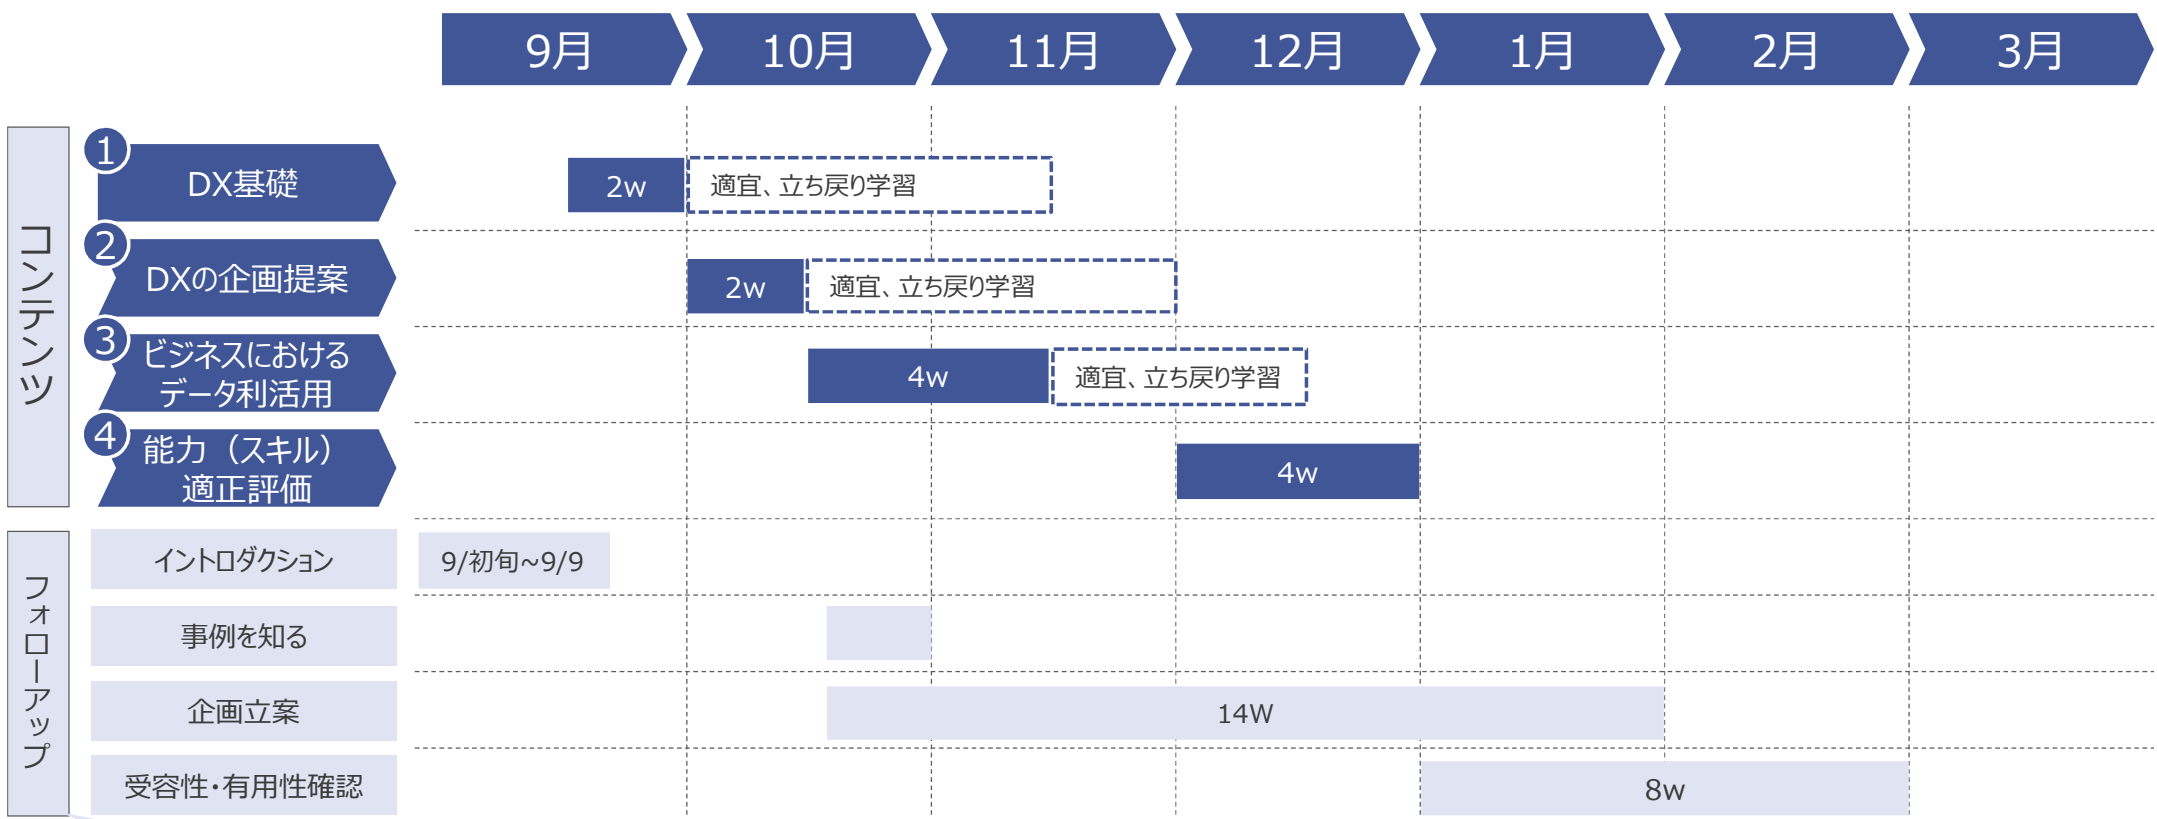 9月
10月
11月
12月
1月
2月
3月
コンテンツ
1
DX基礎
2w
適宜、立ち戻り学習
2
DXの企画提案
2w
適宜、立ち戻り学習
3
ビジネスにおける
データ利活用
4w
適宜、立ち戻り学習
4
能力（スキル）
適正評価
4w
フォローアップ
イントロダクション
9/初旬~9/9
事例を知る
企画立案
14W
受容性・有用性確認
8w